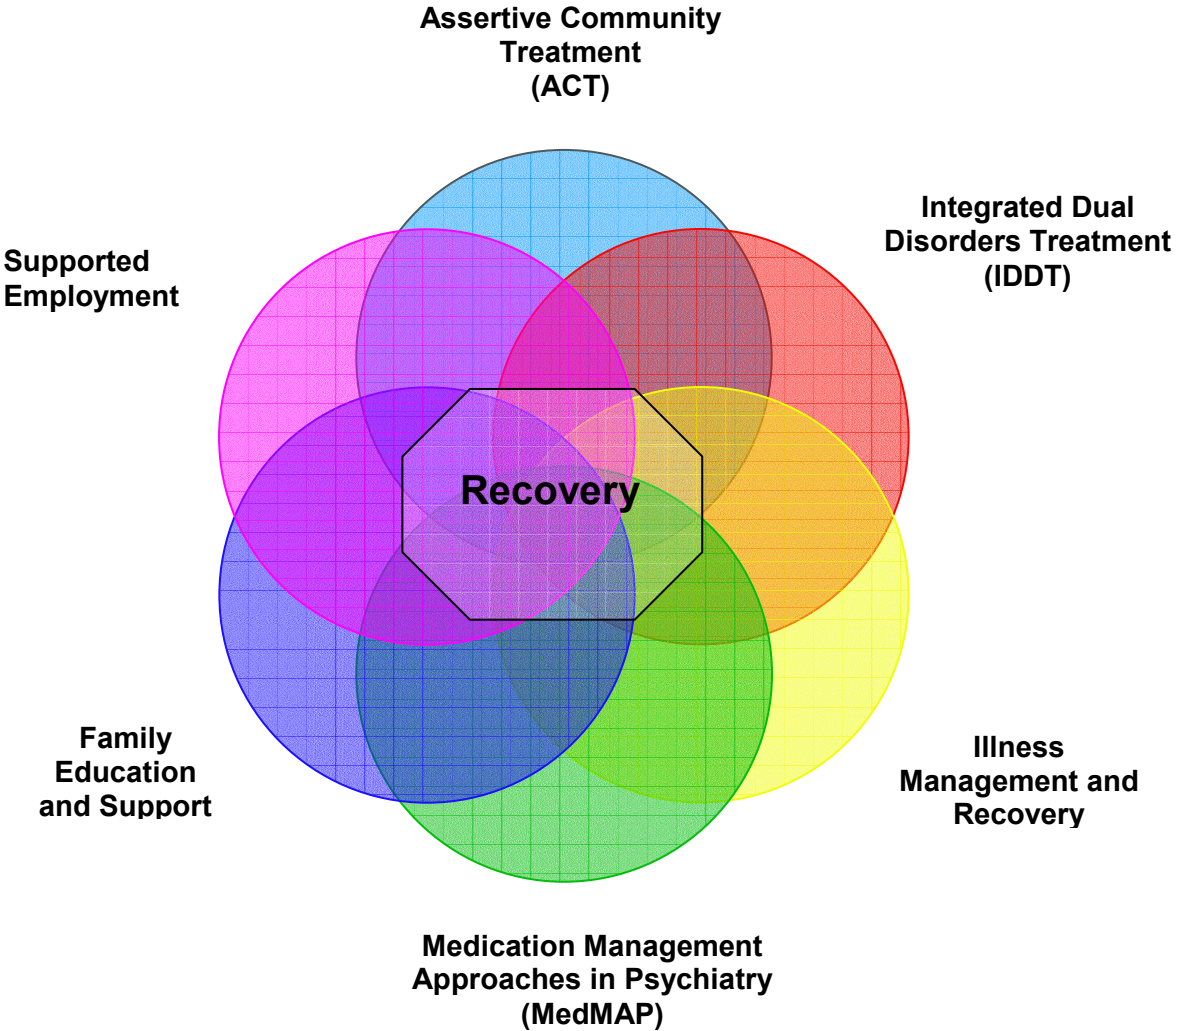 Assertive Community
Treatment
(ACT)
Integrated Dual
Disorders Treatment
(IDDT)
Supported
Employment
Recovery
Family
Education
and Support
Illness
Management and
Recovery
Medication Management
Approaches in Psychiatry
(MedMAP)